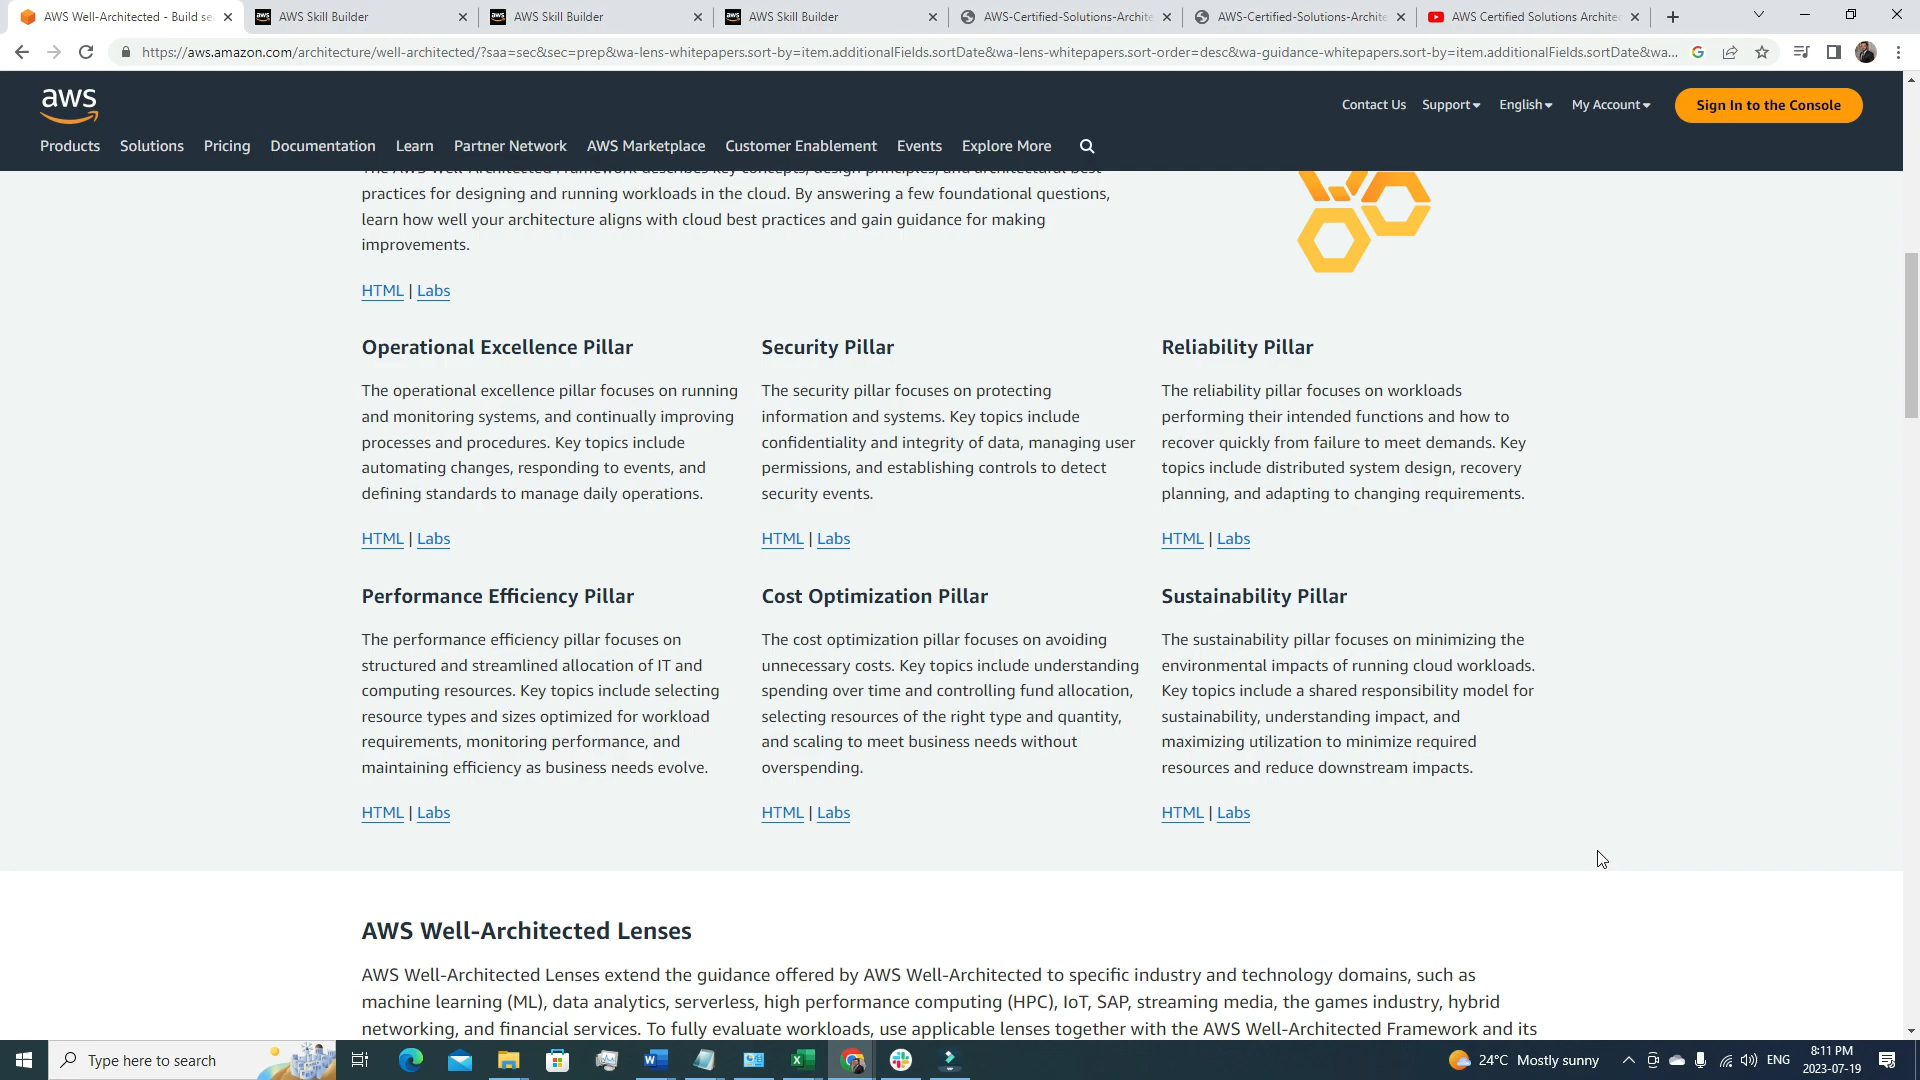 AWS Well-Architected - Build se
AWS Skill Builder
AWS Skill Builder
AWS Skill Builder
AWS-Certified-Solutions-Archite
AWS-Certified-Solutions-Archite
AWS Certified Solutions Archite
https://aws.amazon.com/architecture/well-architected/?saa=sec&sec=prep&wa-lens-whitepapers.sort-by=item.additionalFields.sortDate&wa-lens-whitepapers.sort-order=desc&wa-guidance-whitepapers.sort-by=item.additionalFields.sortDate&wa...
aws
Contact Us Support English My Account Sign In to the Console
Products Solutions Pricing Documentation Learn Partner Network AWS Marketplace Customer Enablement Events Explore More
The AWS Well-Architected Framework describes key concepts, design principles, and architectural best
practices for designing and running workloads in the cloud. By answering a few foundational questions,
learn how well your architecture aligns with cloud best practices and gain guidance for making
improvements.
HTML | Labs
Operational Excellence Pillar
The operational excellence pillar focuses on running
and monitoring systems, and continually improving
processes and procedures. Key topics include
automating changes, responding to events, and
defining standards to manage daily operations.
HTML | Labs
Security Pillar
The security pillar focuses on protecting
information and systems. Key topics include
confidentiality and integrity of data, managing user
permissions, and establishing controls to detect
security events.
HTML | Labs
Reliability Pillar
The reliability pillar focuses on workloads
performing their intended functions and how to
recover quickly from failure to meet demands. Key
topics include distributed system design, recovery
planning, and adapting to changing requirements.
HTML | Labs
Performance Efficiency Pillar
The performance efficiency pillar focuses on
structured and streamlined allocation of IT and
computing resources. Key topics include selecting
resource types and sizes optimized for workload
requirements, monitoring performance, and
maintaining efficiency as business needs evolve.
HTML | Labs
Cost Optimization Pillar
The cost optimization pillar focuses on avoiding
unnecessary costs. Key topics include understanding
spending over time and controlling fund allocation,
selecting resources of the right type and quantity,
and scaling to meet business needs without
overspending.
HTML | Labs
Sustainability Pillar
The sustainability pillar focuses on minimizing the
environmental impacts of running cloud workloads.
Key topics include a shared responsibility model for
sustainability, understanding impact, and
maximizing utilization to minimize required
resources and reduce downstream impacts.
HTML | Labs
AWS Well-Architected Lenses
AWS Well-Architected Lenses extend the guidance offered by AWS Well-Architected to specific industry and technology domains, such as
machine learning (ML), data analytics, serverless, high performance computing (HPC), IoT, SAP, streaming media, the games industry, hybrid
networking, and financial services. To fully evaluate workloads, use applicable lenses together with the AWS Well-Architected Framework and its
Type here to search
24°C Mostly sunny
ENG
8:11 PM
2023-07-19